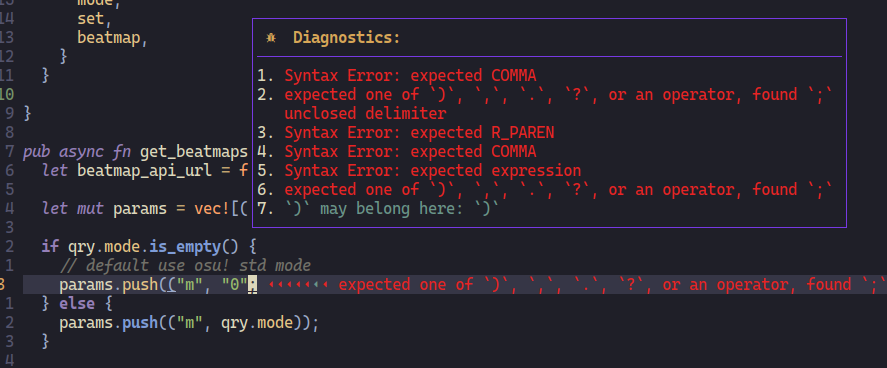 mode,
14 set,
13 beatmap,
12 }
11 }
10
9 }
8
7 pub async fn get_beatmaps
6 let beatmap_api_url = f
5
4 let mut params = vec![(
3
2 if qry.mode.is_empty() {
1 // default use osu! std mode
params.push(("m", "0"; expected one of `)`, `,`, `.`, `?`, or an operator, found `;`
1 } else {
2 params.push(("m", qry.mode));
3 }
4
Diagnostics:
1. Syntax Error: expected COMMA
2. expected one of `)`, `,`, `.`, `?`, or an operator, found `;`
unclosed delimiter
3. Syntax Error: expected R_PAREN
4. Syntax Error: expected COMMA
5. Syntax Error: expected expression
6. expected one of `)`, `,`, `.`, `?`, or an operator, found `;`
7. `)` may belong here: `)`